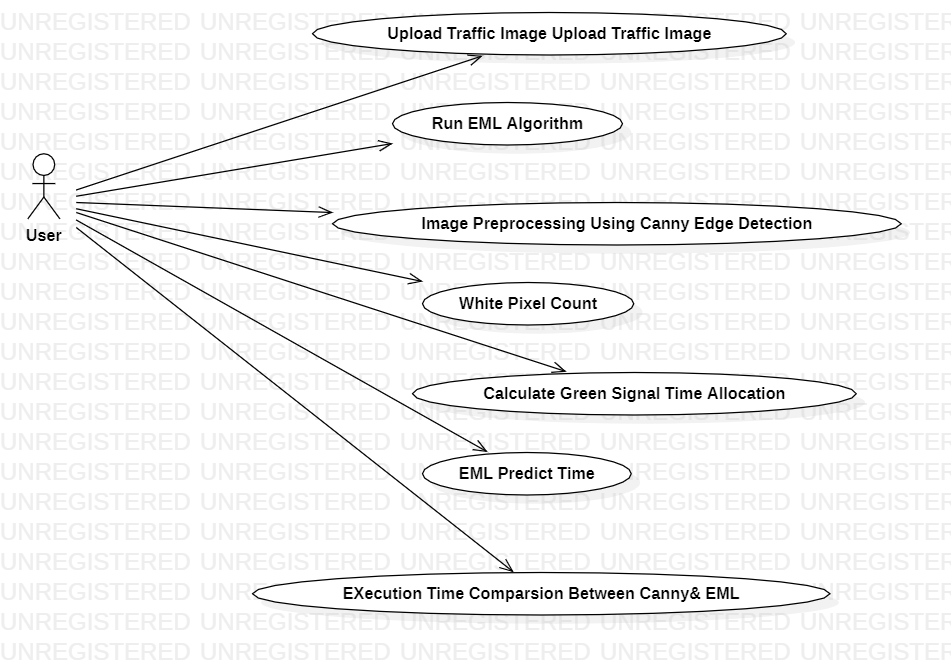 Upload Traffic Image Upload Traffic Image
Run EML Algorithm
User
Image Preprocessing Using Canny Edge Detection
White Pixel Count
Calculate Green Signal Time Allocation
EML Predict Time
EXecution Time Comparsion Between Canny& EML
UNREGISTERED